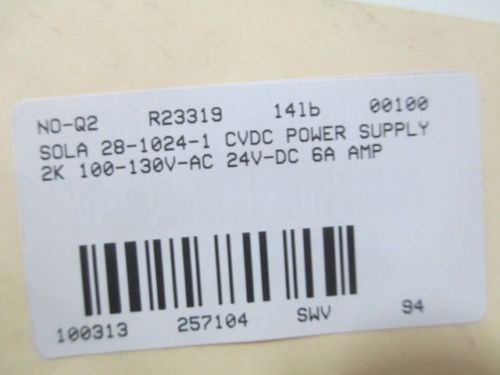 NO-Q2 R23319 14lb 00100
SOLA 28-1024-1 CVDC POWER SUPPLY
2K 100-130V-AC 24V-DC 6A AMP
100313 257104 SWV 94